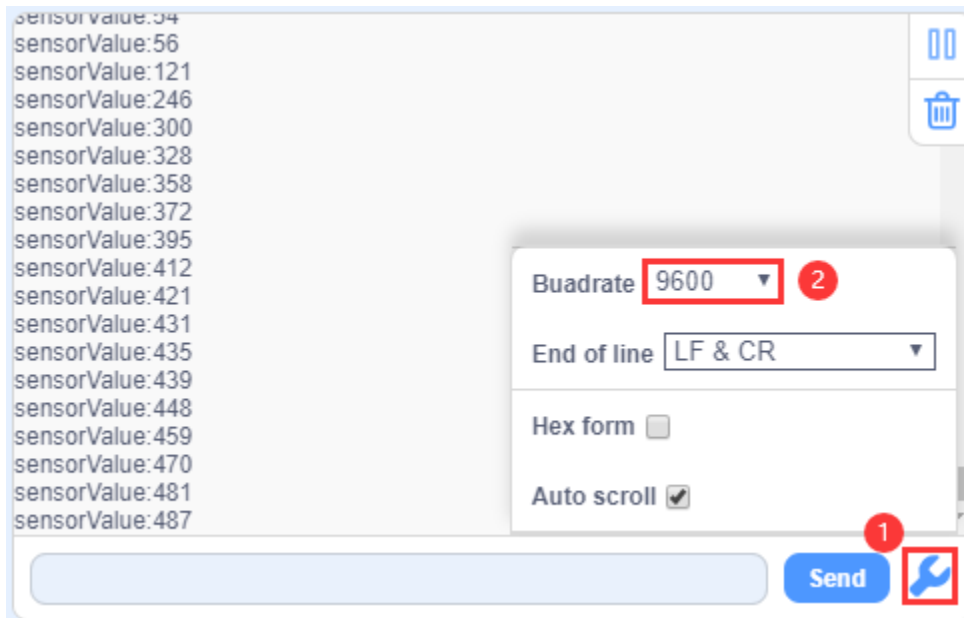 sensorValue:54
sensorValue:56
sensorValue:121
sensorValue:246
sensorValue:300
sensorValue:328
sensorValue:358
sensorValue:372
sensorValue:395
sensorValue:412
sensorValue:421
sensorValue:431
sensorValue:435
sensorValue:439
sensorValue:448
sensorValue:459
sensorValue:470
sensorValue:481
sensorValue:487
Buadrate 9600 2
End of line LF & CR
Hex form
Auto scroll
1
Send